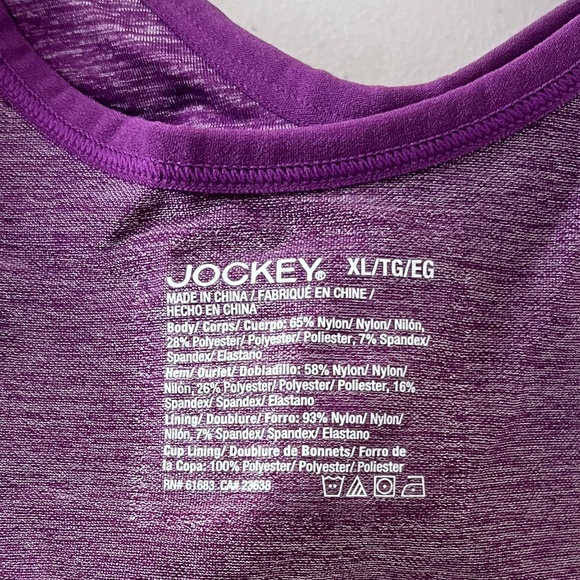 JOCKEY® XL/TG/EG
MADE IN CHINA / FABRIQUÉ EN CHINE /
HECHO EN CHINA
Body/ Corps/ Cuerpo: 65% Nylon/ Nylon/ Nilón,
28% Polyester/ Polyester/ Poliester, 7% Spandex/
Spandex/ Elastano
Hem/ Ourlet/ Dobladillo: 58% Nylon/ Nylon/
Nilón, 26% Polyester/ Polyester/ Poliester, 16%
Spandex/ Spandex/ Elastano
Lining/ Doublure/ Forro: 93% Nylon/ Nylon/
Nilón, 7% Spandex/ Spandex/ Elastano
Cup Lining/ Doublure de Bonnets/ Forro de
la Copa: 100% Polyester/ Polyester/ Poliester
RN# 61683 CA# 23638